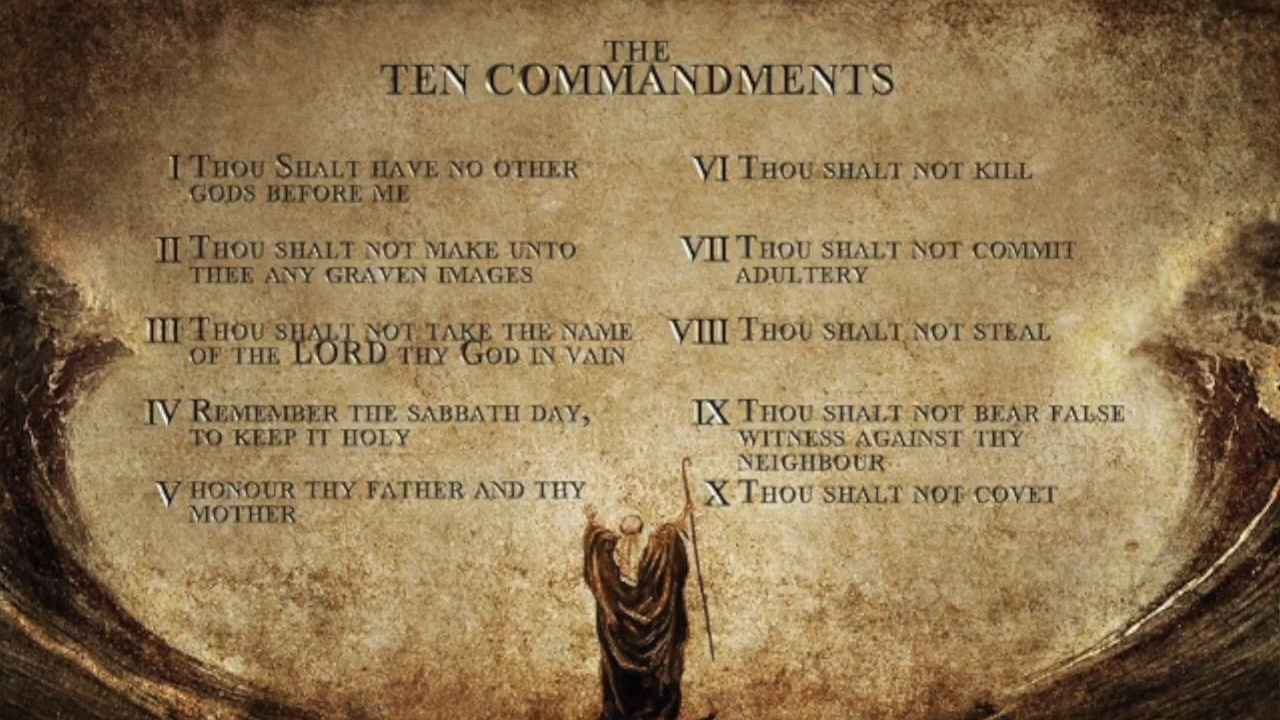 THE
TEN COMMANDMENTS
I THOU SHALT HAVE NO OTHER
GODS BEFORE ME
II THOU SHALT NOT MAKE UNTO
THEE ANY GRAVEN IMAGES
III THOU SHALT NOT TAKE THE NAME
OF THE LORD THY GOD IN VAIN
IV REMEMBER THE SABBATH DAY,
TO KEEP IT HOLY
V HONOUR THY FATHER AND THY
MOTHER
VI THOU SHALT NOT KILL
VII THOU SHALT NOT COMMIT
ADULTERY
VIII THOU SHALT NOT STEAL
IX THOU SHALT NOT BEAR FALSE
WITNESS AGAINST THY
NEIGHBOUR
X THOU SHALT NOT COVET